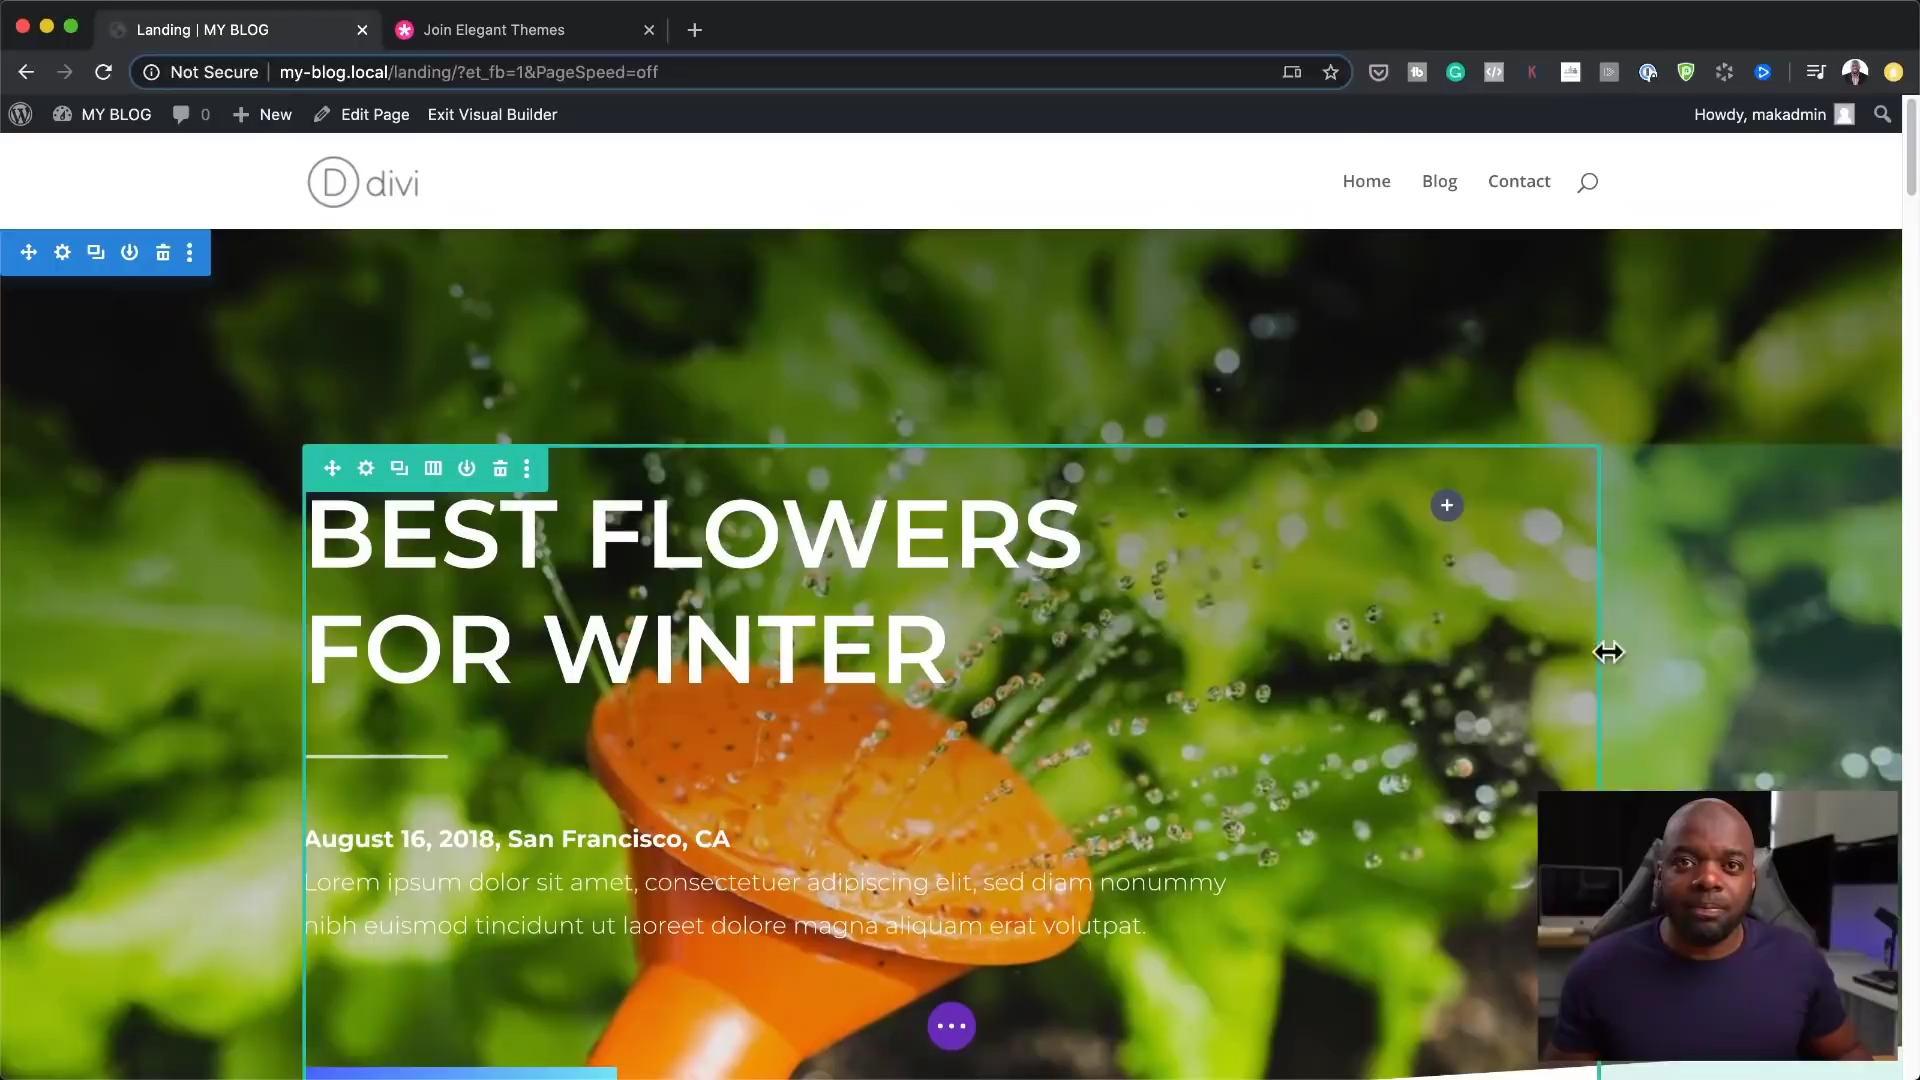 Landing | MY BLOG
Join Elegant Themes
Not Secure my-blog.local/landing/?et_fb=1&PageSpeed=off
MY BLOG 0 New Edit Page Exit Visual Builder Howdy, makadmin
D divi
Home Blog Contact
BEST FLOWERS
FOR WINTER
August 16, 2018, San Francisco, CA
Lorem ipsum dolor sit amet, consectetuer adipiscing elit, sed diam nonummy
nibh euismod tincidunt ut laoreet dolore magna aliquam erat volutpat.